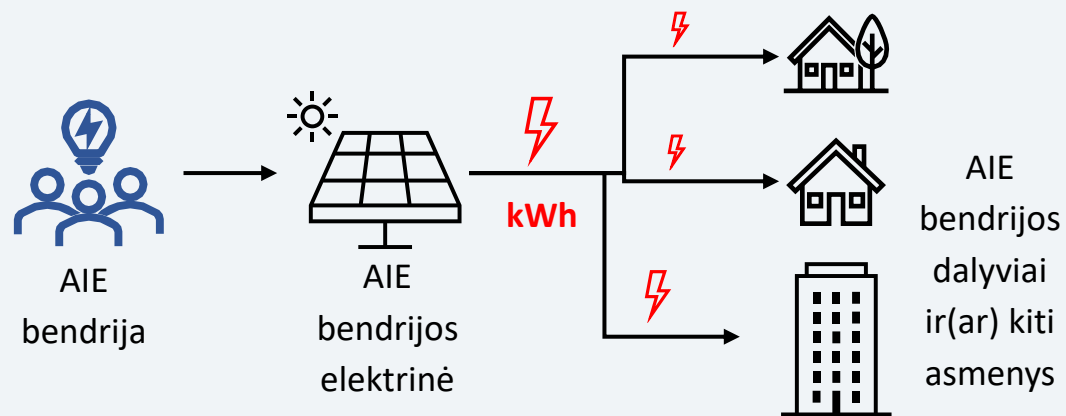 AIE
bendrija
AIE
bendrijos
elektrinė
kWh
AIE
bendrijos
dalyviai
ir(ar) kiti
asmenys